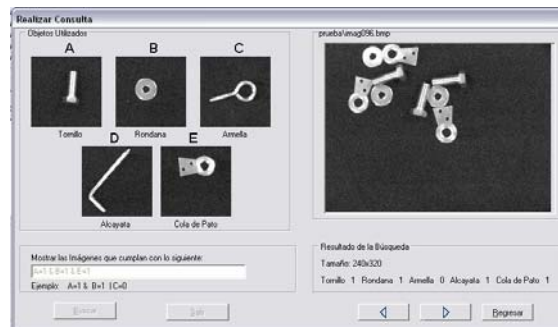 Realizar Consulta
Objetos Utilizados
A
B
C
Tornillo
Rondana
Armella
D
E
Alcayata
Cola de Pato
prueba\imag096.bmp
Mostrar las Imágenes que cumplan con lo siguiente:
A=1 & B=1 & E=1
Ejemplo: A=1 & B=1 | C=0
Buscar
Salir
Resultado de la Búsqueda
Tamaño: 240x320
Tornillo 1 Rondana 1 Armella 0 Alcayata 1 Cola de Pato 1
Regresar